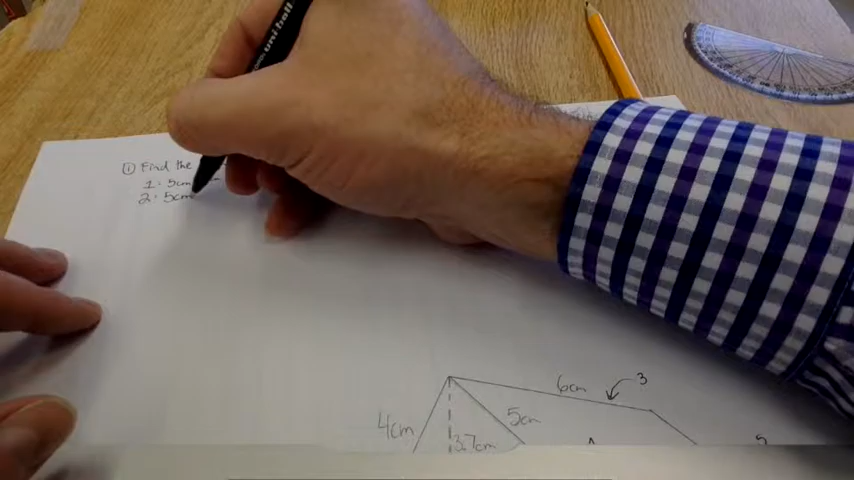 uni ball
① Find the
1: 5cm
2: 5cm
6cm
3
4cm
5cm
3.7cm